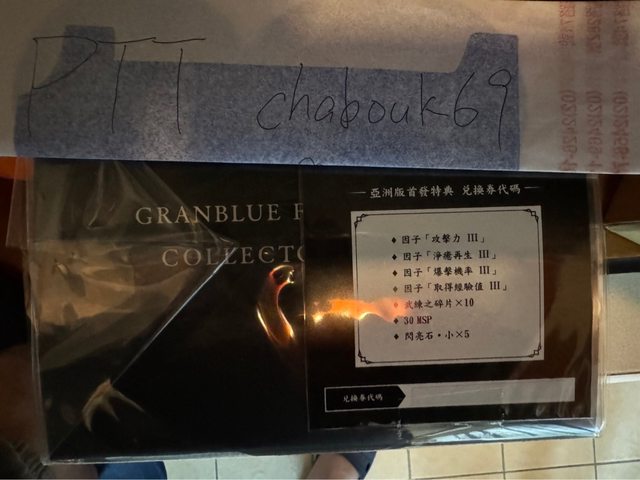 PTT chabouk69
GRANBLUE F
COLLECTO
亞洲版首發特典 兌換券代碼
♦ 因子「攻擊力 III」
♦ 因子「淨癒再生 III」
♦ 因子「爆擊機率 III」
♦ 因子「取得經驗值 III」
♦ 武練之碎片×10
♦ 30 MSP
♦ 閃亮石・小×5
兌換券代碼